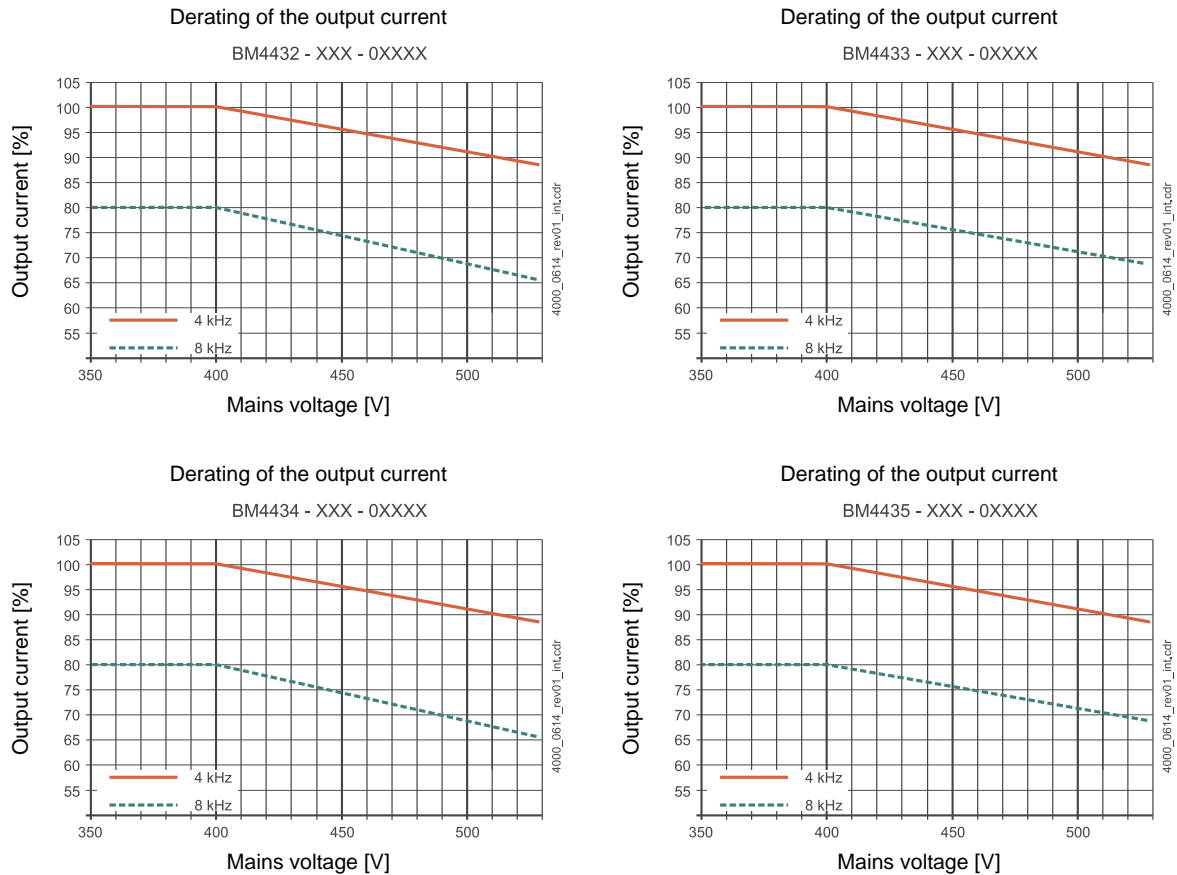 Derating of the output current
BM4432 - XXX - 0XXXX
105
100
95
90
85
80
75
70
65
60
55
Output current [%]
4 kHz
8 kHz
350
400
450
500
Mains voltage [V]
4000_0614_rev01_int.cdr
Derating of the output current
BM4433 - XXX - 0XXXX
105
100
95
90
85
80
75
70
65
60
55
Output current [%]
4 kHz
8 kHz
350
400
450
500
Mains voltage [V]
4000_0614_rev01_int.cdr
Derating of the output current
BM4434 - XXX - 0XXXX
105
100
95
90
85
80
75
70
65
60
55
Output current [%]
4 kHz
8 kHz
350
400
450
500
Mains voltage [V]
4000_0614_rev01_int.cdr
Derating of the output current
BM4435 - XXX - 0XXXX
105
100
95
90
85
80
75
70
65
60
55
Output current [%]
4 kHz
8 kHz
350
400
450
500
Mains voltage [V]
4000_0614_rev01_int.cdr